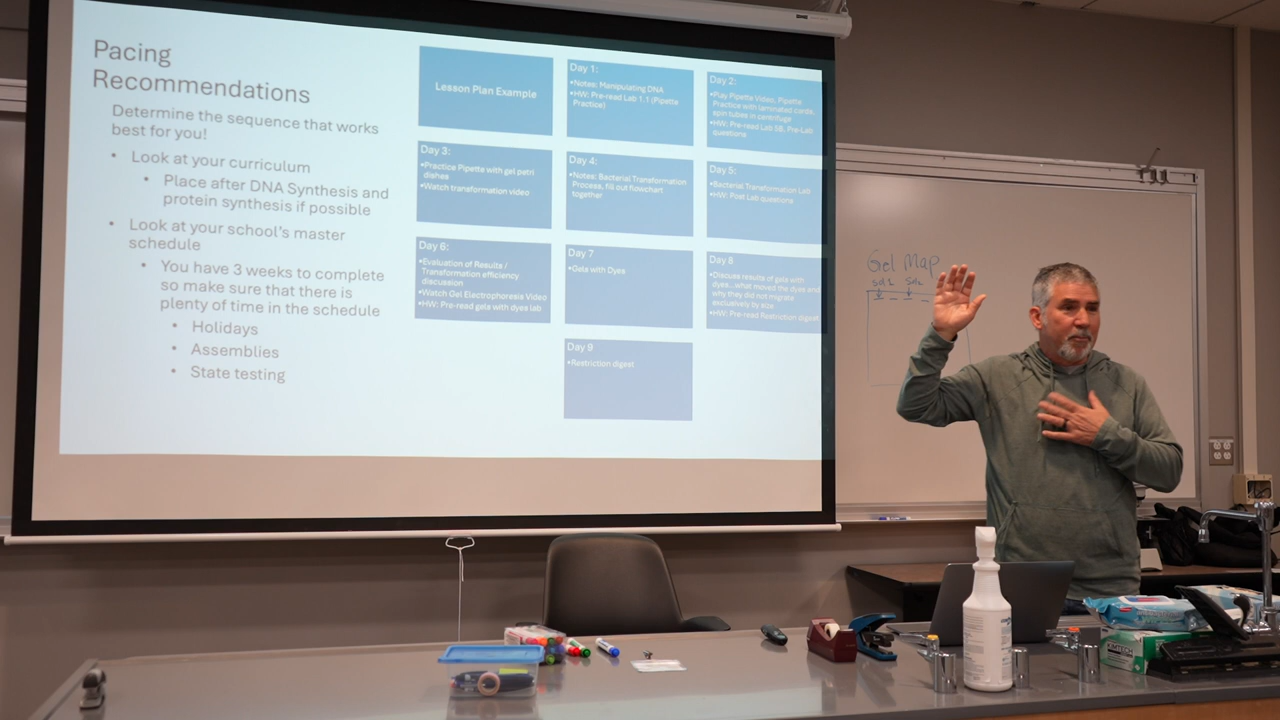 Pacing
Recommendations
Determine the sequence that works
best for you!
• Look at your curriculum
• Place after DNA Synthesis and
protein synthesis if possible
• Look at your school's master
schedule
• You have 3 weeks to complete
so make sure that there is
plenty of time in the schedule
• Holidays
• Assemblies
• State testing
Lesson Plan Example
Day 1:
•Notes: Manipulating DNA
•HW: Pre-read Lab 1.1 (Pipette
Practice)
Day 2:
•Play Pipette Video, Pipette
Practice with laminated cards,
spin tubes in centrifuge
•HW: Pre-read Lab 5B, Pre-Lab
questions
Day 3:
•Practice Pipette with gel petri
dishes
•Watch transformation video
Day 4:
•Notes: Bacterial Transformation
Process, fill out flowchart
together
Day 5:
•Bacterial Transformation Lab
•HW: Post Lab questions
Day 6:
•Evaluation of Results /
Transformation efficiency
discussion
•Watch Gel Electrophoresis Video
•HW: Pre-read gels with dyes lab
Day 7
•Gels with Dyes
Day 8
•Discuss results of gels with
dyes...what moved the dyes and
why they did not migrate
exclusively by size
•HW: Pre-read Restriction digest
Day 9
•Restriction digest
Gel Map
KIMTECH